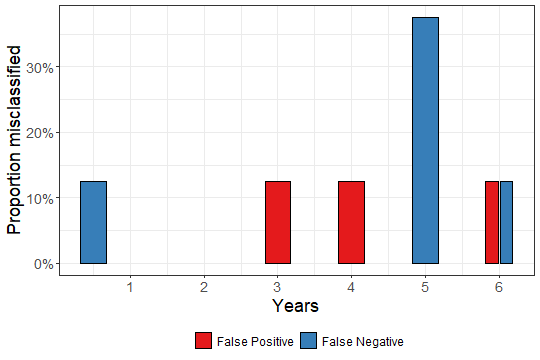 Proportion misclassified
30%
20%
10%
0%
1 2 3 4 5 6
Years
False Positive False Negative